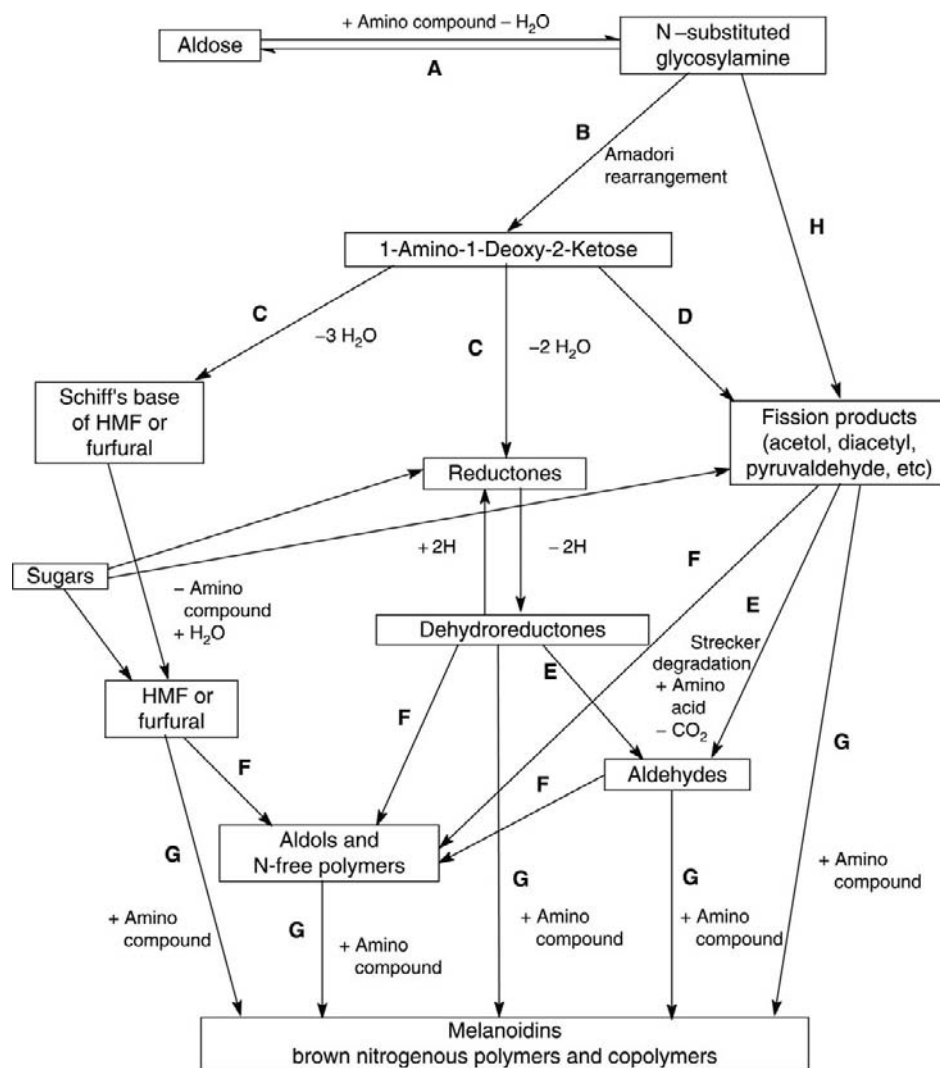 + Amino compound – H₂O
Aldose
A
N –substituted
glycosylamine
B
Amadori
rearrangement
H
1-Amino-1-Deoxy-2-Ketose
C
–3 H₂O
C
–2 H₂O
D
Schiff's base
of HMF or
furfural
Fission products
(acetol, diacetyl,
pyruvaldehyde, etc)
Reductones
+ 2H
– 2H
Sugars
– Amino
compound
+ H₂O
F
E
Dehydroreductones
Strecker
degradation
+ Amino
acid
– CO₂
E
HMF or
furfural
F
G
F
F
Aldehydes
Aldols and
N-free polymers
G
+ Amino
compound
G
+ Amino
compound
G
+ Amino
compound
G
+ Amino
compound
+ Amino
compound
Melanoidins
brown nitrogenous polymers and copolymers